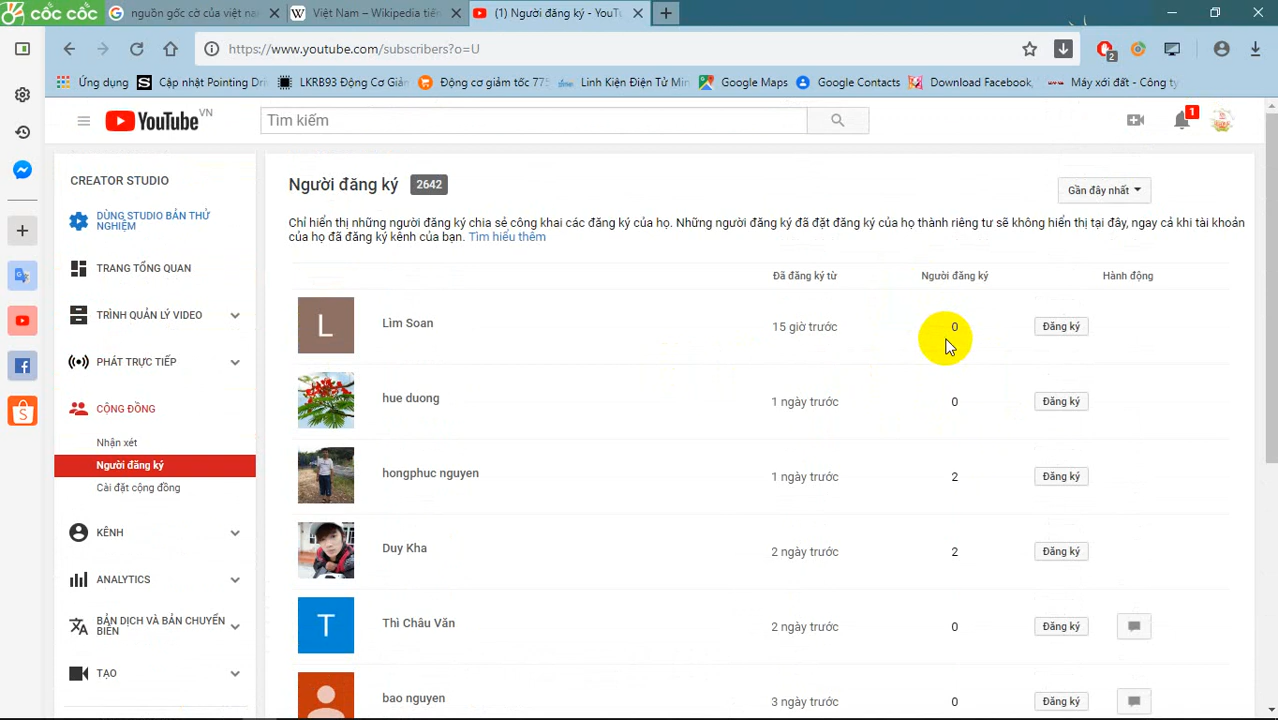 cốc cốc
nguồn gốc cờ của việt na
Việt Nam – Wikipedia tiến
(1) Người đăng ký - YouTu
https://www.youtube.com/subscribers?o=U
2
Ứng dụng
Cập nhật Pointing Dri
LKRB93 Động Cơ Giản
Động cơ giảm tốc 775
Linh Kiện Điện Tử Min
Google Maps
Google Contacts
Download Facebook,
Máy xới đất - Công ty
YouTube VN
Tìm kiếm
1
CREATOR STUDIO
DÙNG STUDIO BẢN THỬ
NGHIỆM
TRANG TỔNG QUAN
TRÌNH QUẢN LÝ VIDEO
PHÁT TRỰC TIẾP
CỘNG ĐỒNG
Nhận xét
Người đăng ký
Cài đặt cộng đồng
KÊNH
ANALYTICS
BẢN DỊCH VÀ BẢN CHUYỂN
BIÊN
TẠO
Người đăng ký 2642
Gần đây nhất
Chỉ hiển thị những người đăng ký chia sẻ công khai các đăng ký của họ. Những người đăng ký đã đặt đăng ký của họ thành riêng tư sẽ không hiển thị tại đây, ngay cả khi tài khoản
của họ đã đăng ký kênh của bạn. Tìm hiểu thêm
Đã đăng ký từ Người đăng ký Hành động
L Lìm Soan 15 giờ trước 0 Đăng ký
hue duong 1 ngày trước 0 Đăng ký
hongphuc nguyen 1 ngày trước 2 Đăng ký
Duy Kha 2 ngày trước 2 Đăng ký
T Thì Châu Văn 2 ngày trước 0 Đăng ký
bao nguyen 3 ngày trước 0 Đăng ký